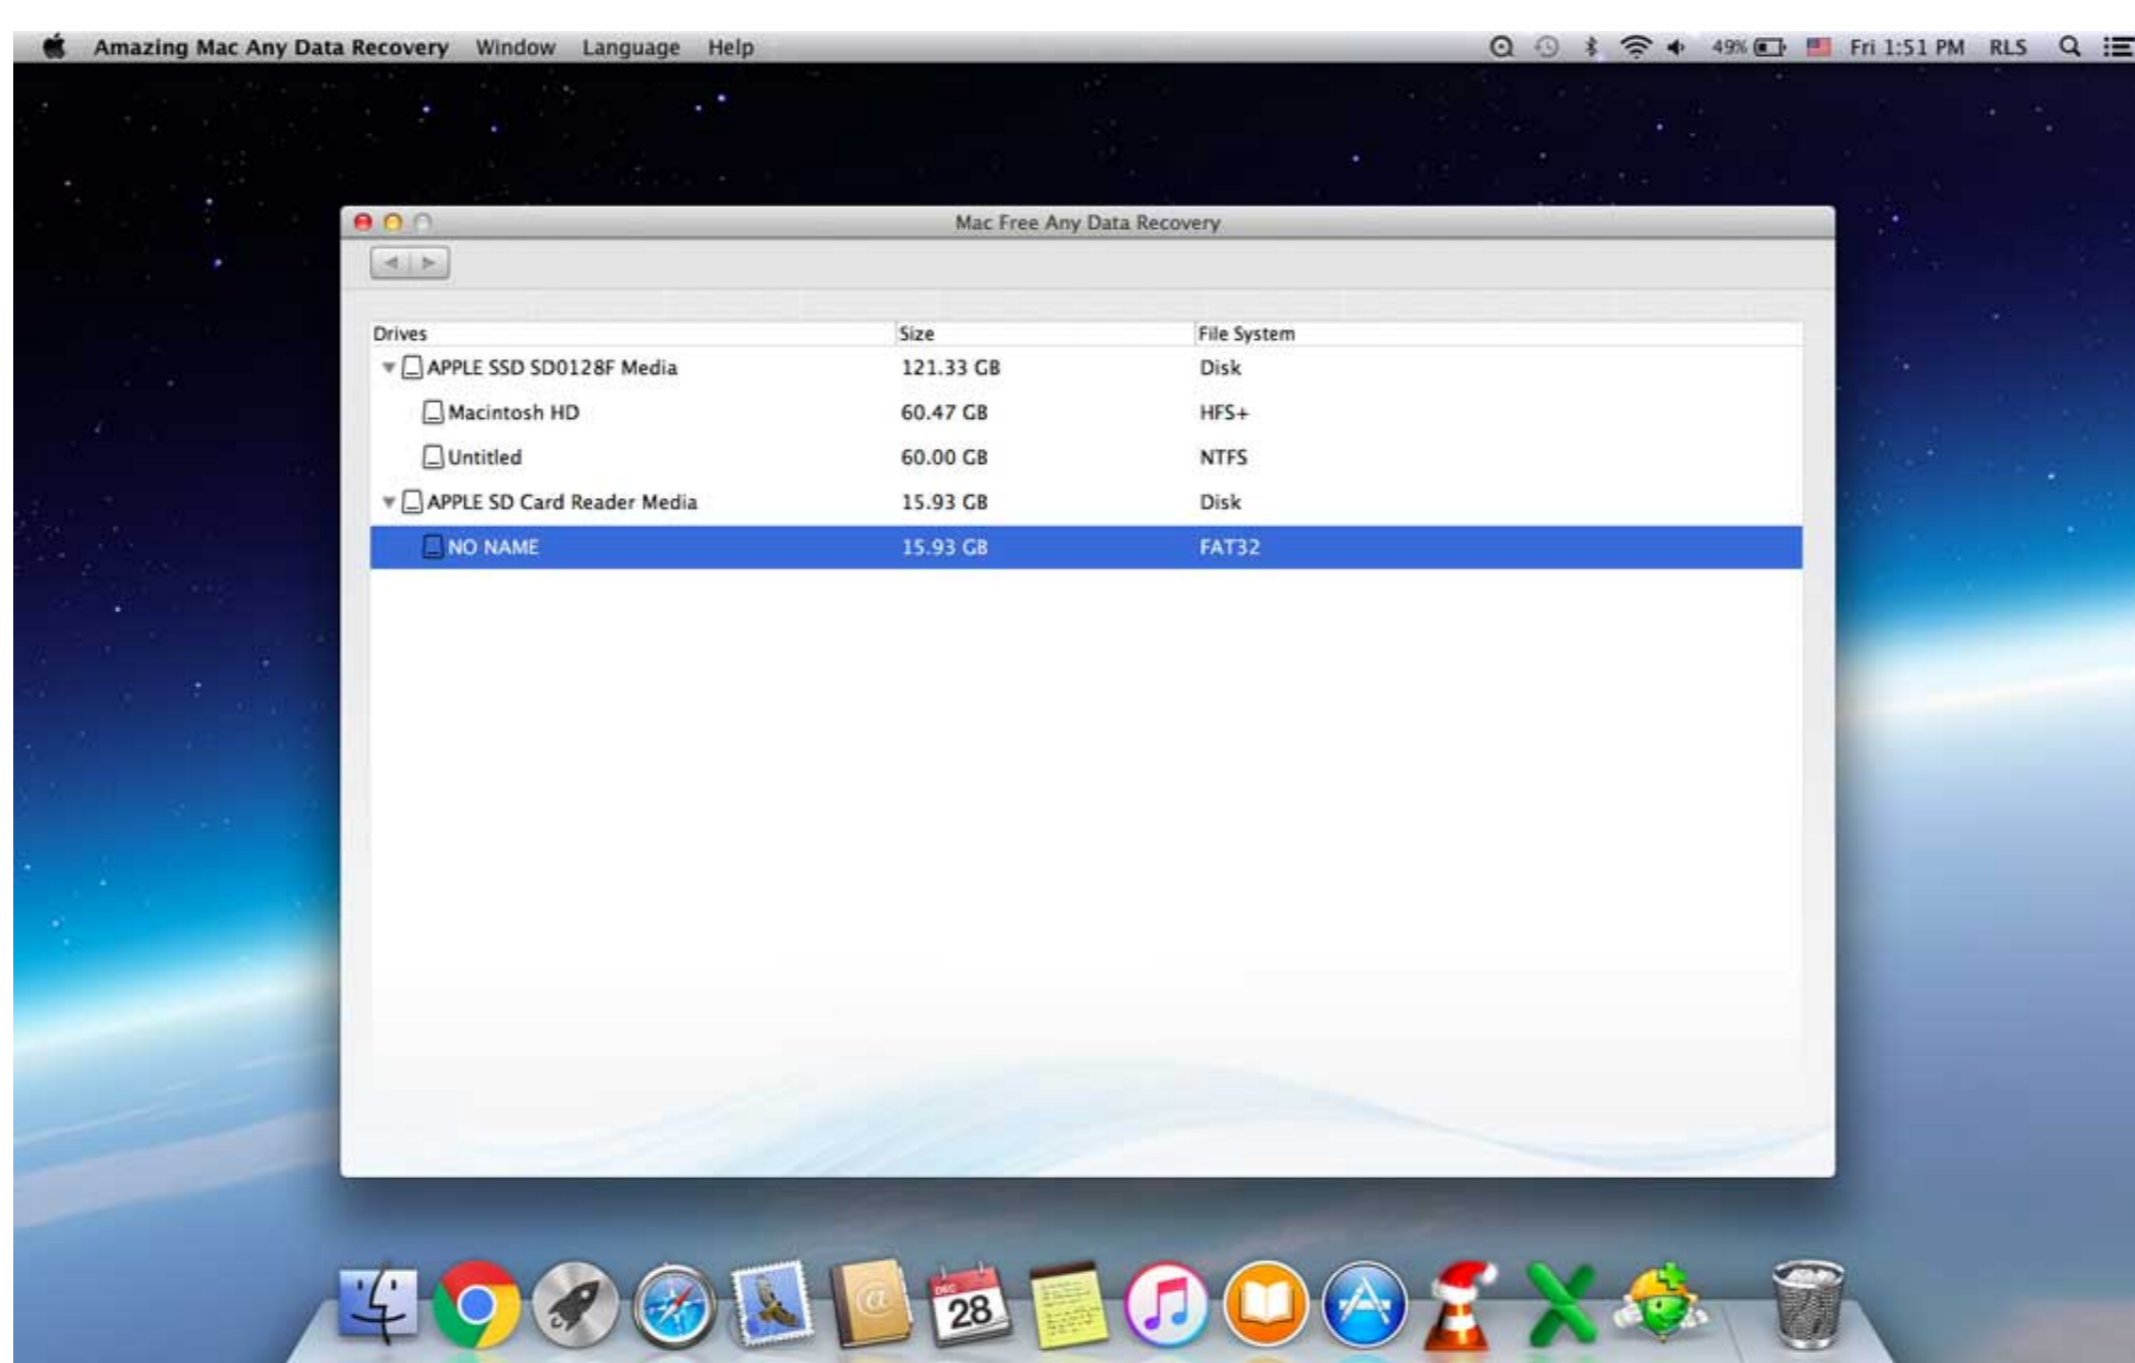 Amazing Mac Any Data Recovery Window Language Help 49% Fri 1:51 PM RLS
Mac Free Any Data Recovery
Drives Size File System
APPLE SSD SD0128F Media 121.33 GB Disk
Macintosh HD 60.47 GB HFS+
Untitled 60.00 GB NTFS
APPLE SD Card Reader Media 15.93 GB Disk
NO NAME 15.93 GB FAT32
DEC
28